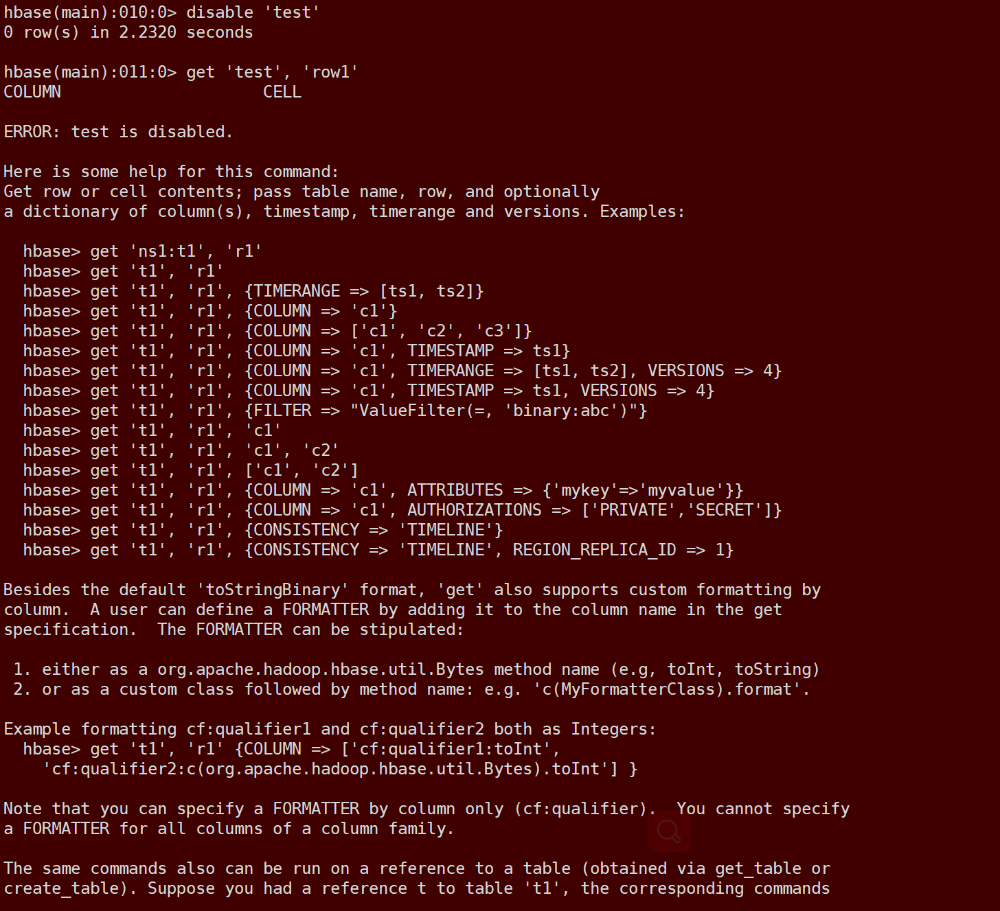 hbase(main):010:0> disable 'test'
0 row(s) in 2.2320 seconds
hbase(main):011:0> get 'test', 'row1'
COLUMN                     CELL
ERROR: test is disabled.
Here is some help for this command:
Get row or cell contents; pass table name, row, and optionally
a dictionary of column(s), timestamp, timerange and versions. Examples:
  hbase> get 'ns1:t1', 'r1'
  hbase> get 't1', 'r1'
  hbase> get 't1', 'r1', {TIMERANGE => [ts1, ts2]}
  hbase> get 't1', 'r1', {COLUMN => 'c1'}
  hbase> get 't1', 'r1', {COLUMN => ['c1', 'c2', 'c3']}
  hbase> get 't1', 'r1', {COLUMN => 'c1', TIMESTAMP => ts1}
  hbase> get 't1', 'r1', {COLUMN => 'c1', TIMERANGE => [ts1, ts2], VERSIONS => 4}
  hbase> get 't1', 'r1', {COLUMN => 'c1', TIMESTAMP => ts1, VERSIONS => 4}
  hbase> get 't1', 'r1', {FILTER => "ValueFilter(=, 'binary:abc')"}
  hbase> get 't1', 'r1', 'c1'
  hbase> get 't1', 'r1', 'c1', 'c2'
  hbase> get 't1', 'r1', ['c1', 'c2']
  hbase> get 't1', 'r1', {COLUMN => 'c1', ATTRIBUTES => {'mykey'=>'myvalue'}}
  hbase> get 't1', 'r1', {COLUMN => 'c1', AUTHORIZATIONS => ['PRIVATE','SECRET']}
  hbase> get 't1', 'r1', {CONSISTENCY => 'TIMELINE'}
  hbase> get 't1', 'r1', {CONSISTENCY => 'TIMELINE', REGION_REPLICA_ID => 1}
Besides the default 'toStringBinary' format, 'get' also supports custom formatting by
column.  A user can define a FORMATTER by adding it to the column name in the get
specification.  The FORMATTER can be stipulated:
 1. either as a org.apache.hadoop.hbase.util.Bytes method name (e.g, toInt, toString)
 2. or as a custom class followed by method name: e.g. 'c(MyFormatterClass).format'.
Example formatting cf:qualifier1 and cf:qualifier2 both as Integers:
  hbase> get 't1', 'r1' {COLUMN => ['cf:qualifier1:toInt',
    'cf:qualifier2:c(org.apache.hadoop.hbase.util.Bytes).toInt'] }
Note that you can specify a FORMATTER by column only (cf:qualifier).  You cannot specify
a FORMATTER for all columns of a column family.
The same commands also can be run on a reference to a table (obtained via get_table or
create_table). Suppose you had a reference t to table 't1', the corresponding commands